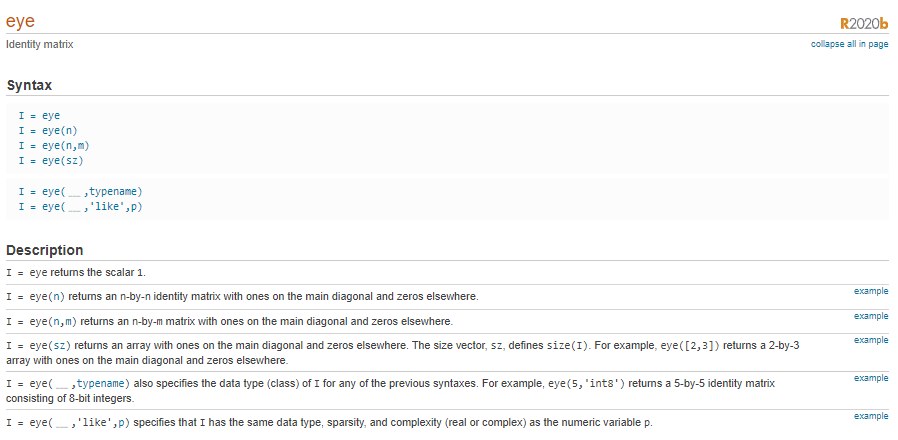 eye
R2020b
Identity matrix
collapse all in page
Syntax
I = eye
I = eye(n)
I = eye(n,m)
I = eye(sz)
I = eye(__,typename)
I = eye(__,'like',p)
Description
I = eye returns the scalar 1.
I = eye(n) returns an n-by-n identity matrix with ones on the main diagonal and zeros elsewhere.
example
I = eye(n,m) returns an n-by-m matrix with ones on the main diagonal and zeros elsewhere.
example
I = eye(sz) returns an array with ones on the main diagonal and zeros elsewhere. The size vector, sz, defines size(I). For example, eye([2,3]) returns a 2-by-3
example
array with ones on the main diagonal and zeros elsewhere.
I = eye(__,typename) also specifies the data type (class) of I for any of the previous syntaxes. For example, eye(5,'int8') returns a 5-by-5 identity matrix
example
consisting of 8-bit integers.
I = eye(__,'like',p) specifies that I has the same data type, sparsity, and complexity (real or complex) as the numeric variable p.
example